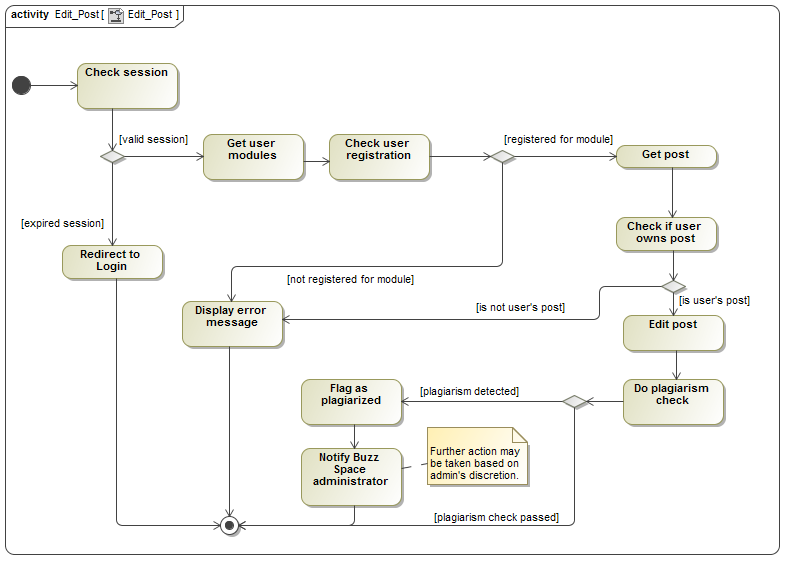 activity Edit_Post [ Edit_Post ]
Check session
[valid session]
Get user
modules
Check user
registration
[registered for module]
Get post
[expired session]
Check if user
owns post
Redirect to
Login
[not registered for module]
[is not user's post]
[is user's post]
Display error
message
Edit post
Flag as
plagiarized
[plagiarism detected]
Do plagiarism
check
Notify Buzz
Space
administrator
Further action may
be taken based on
admin's discretion.
[plagiarism check passed]